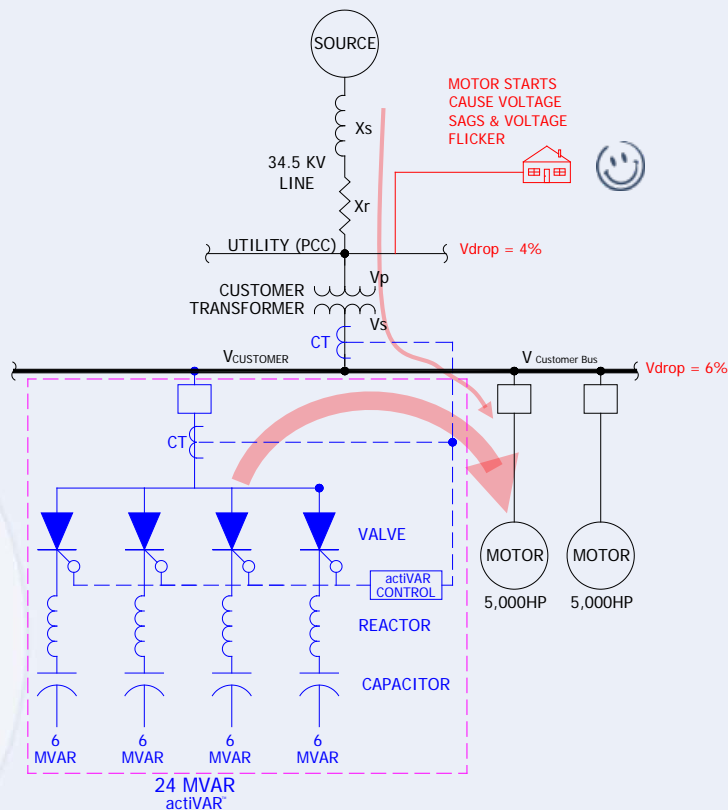 SOURCE
MOTOR STARTS
CAUSE VOLTAGE
SAGS & VOLTAGE
FLICKER
Xs
34.5 KV
LINE
Xr
UTILITY (PCC)
Vdrop = 4%
Vp
CUSTOMER
TRANSFORMER
Vs
CT
VCUSTOMER
V Customer Bus
Vdrop = 6%
CT
VALVE
MOTOR
MOTOR
actiVAR
CONTROL
5,000HP
5,000HP
REACTOR
CAPACITOR
6
MVAR
6
MVAR
6
MVAR
6
MVAR
24 MVAR
actiVAR™